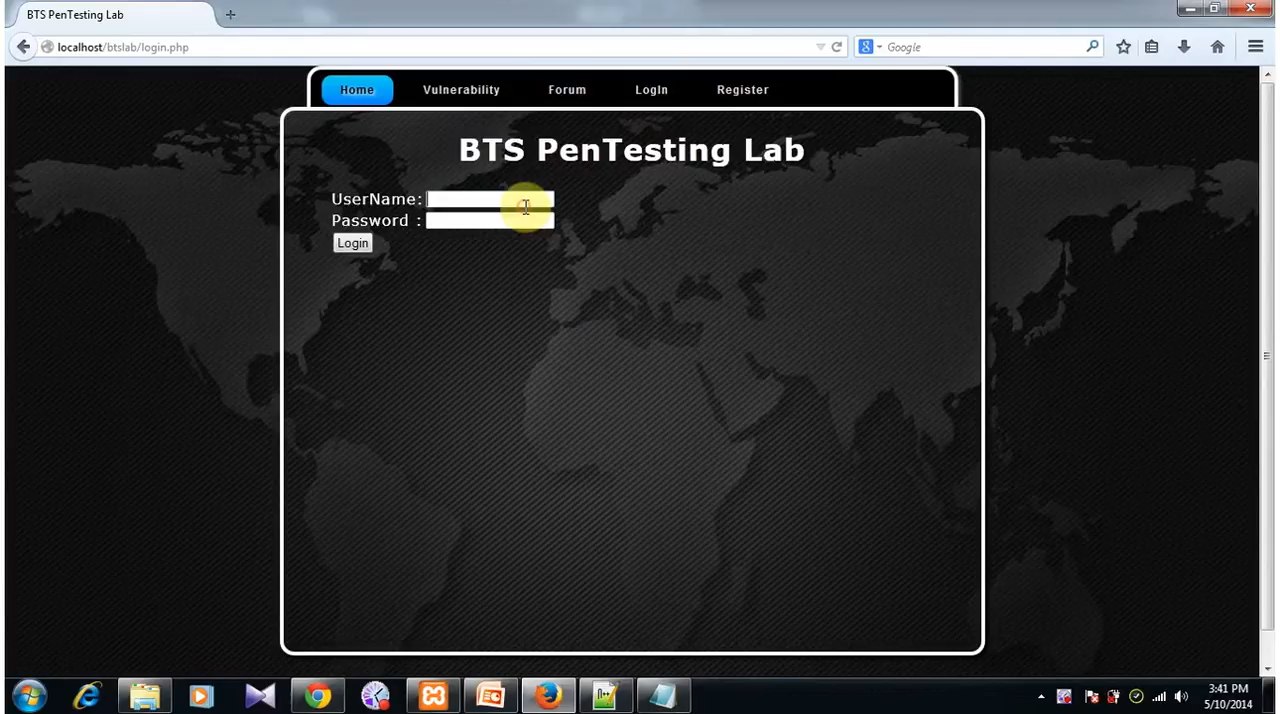 BTS PenTesting Lab
localhost/btslab/login.php
Google
Home Vulnerability Forum LogIn Register
BTS PenTesting Lab
UserName:
Password :
Login
3:41 PM
5/10/2014